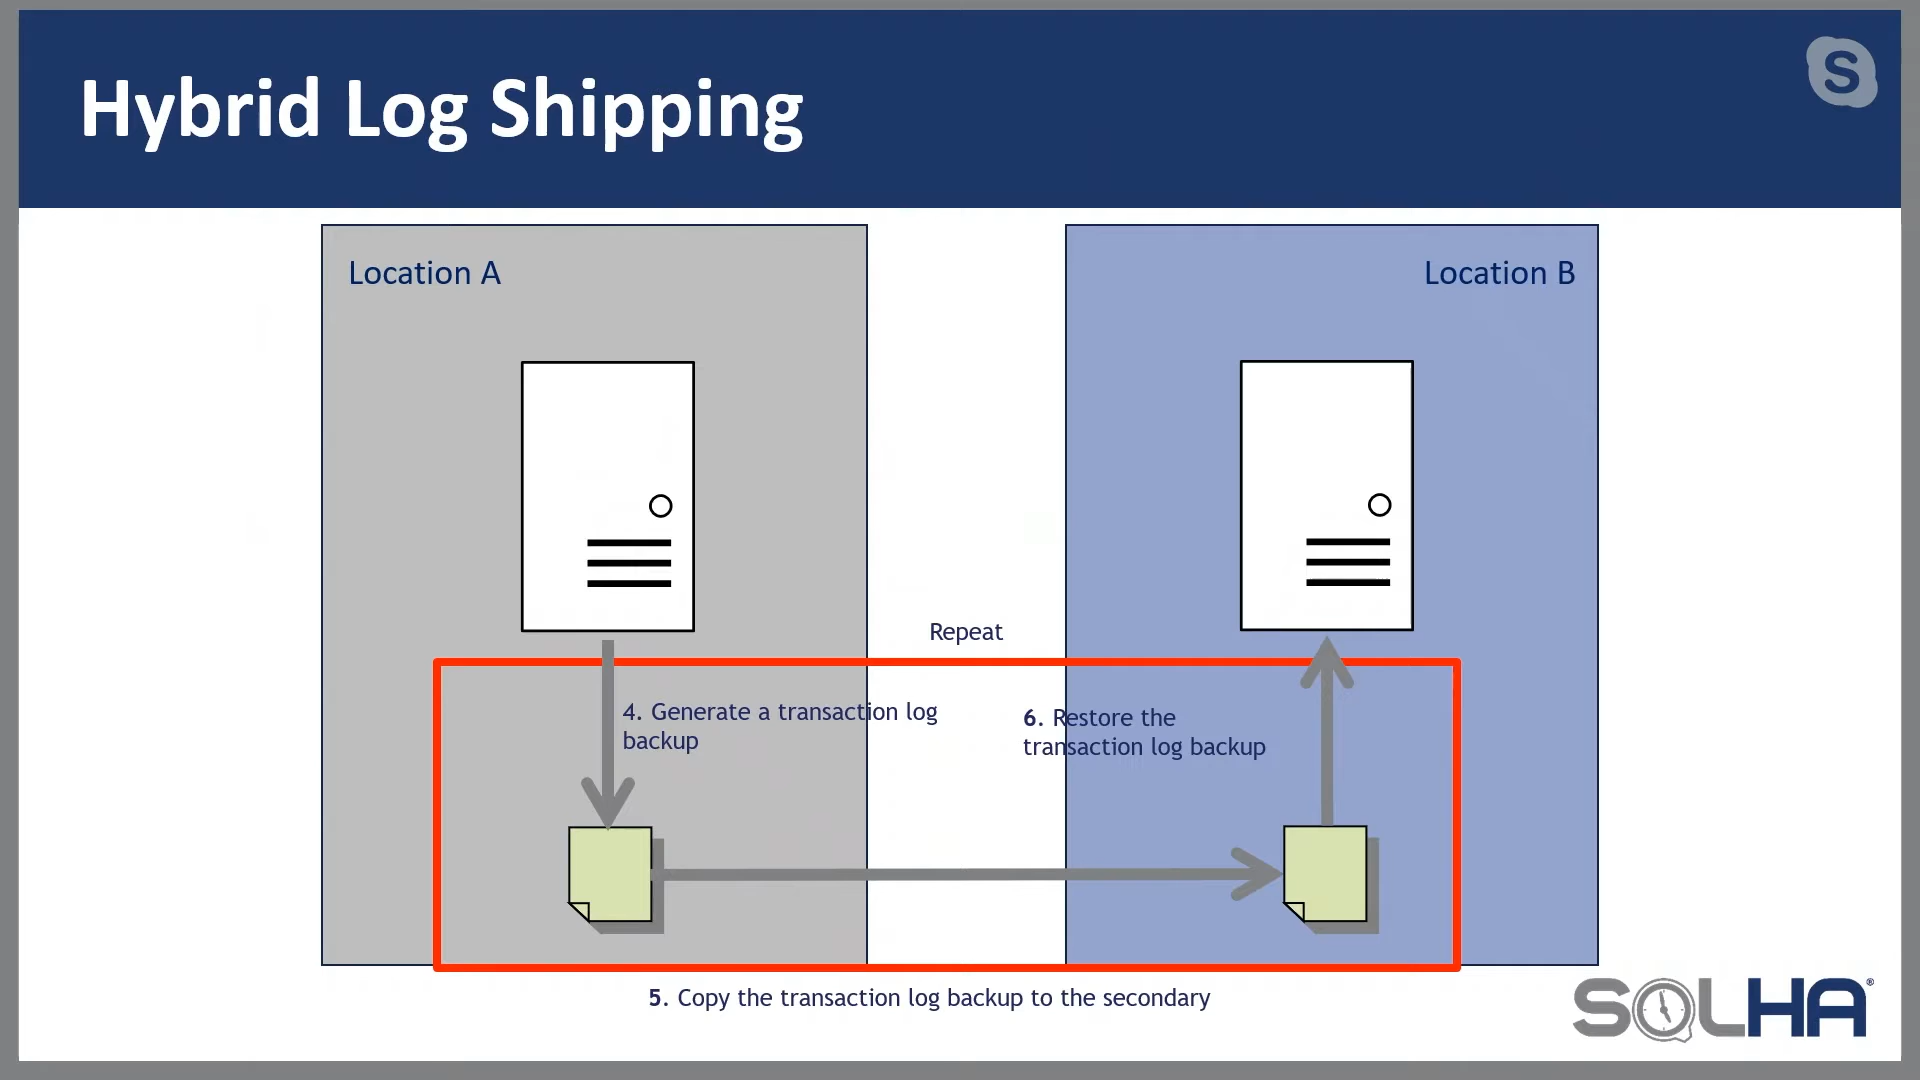 Hybrid Log Shipping
S
Location A
Location B
Repeat
4. Generate a transaction log
backup
6. Restore the
transaction log backup
5. Copy the transaction log backup to the secondary
SQLHA®